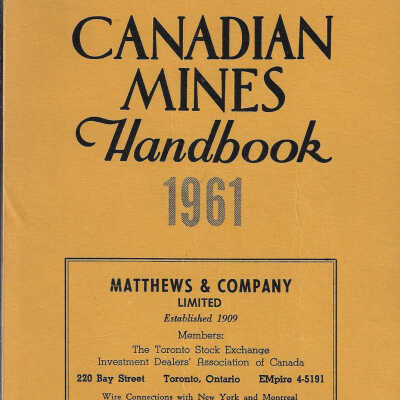 CANADIAN
MINES
Handbook
1961
MATTHEWS & COMPANY
LIMITED
Established 1909
Members:
The Toronto Stock Exchange
Investment Dealers' Association of Canada
220 Bay Street Toronto, Ontario EMpire 4-5191
Wire Connections with New York and Montreal